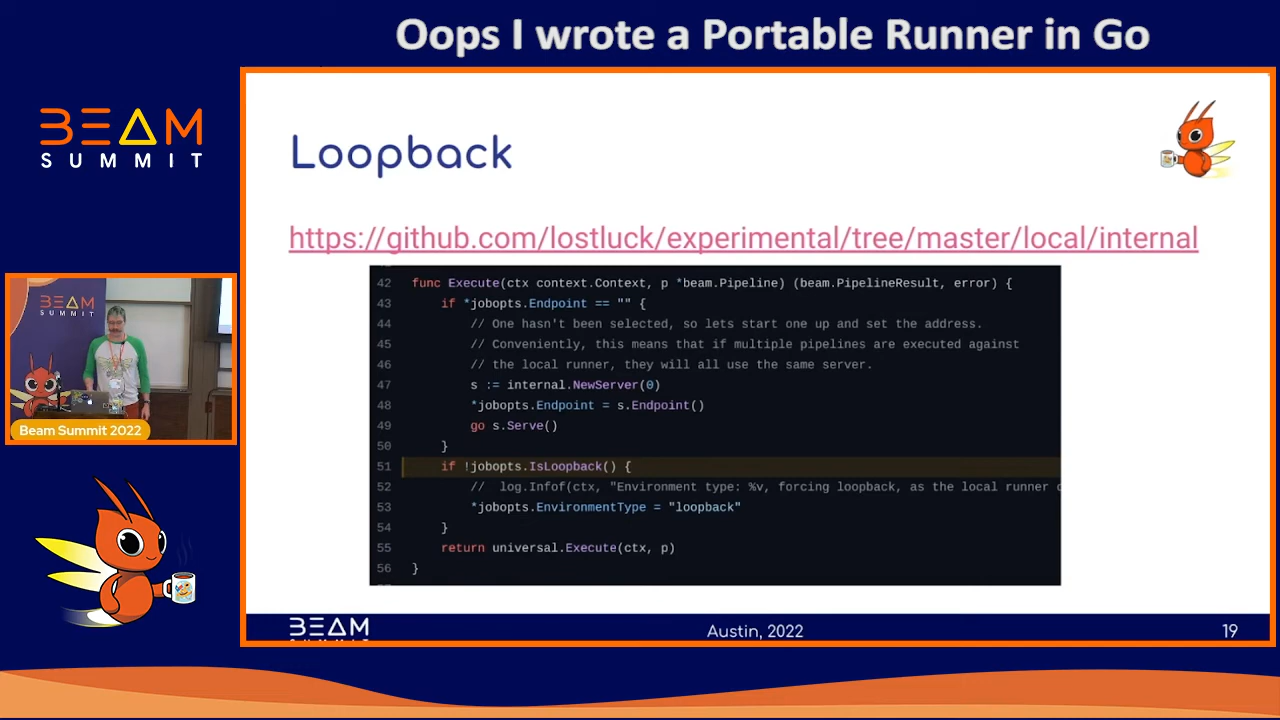 Oops I wrote a Portable Runner in Go
BEAM
SUMMIT
Loopback
https://github.com/lostluck/experimental/tree/master/local/internal
42 func Execute(ctx context.Context, p *beam.Pipeline) (beam.PipelineResult, error) {
43 if *jobopts.Endpoint == "" {
44 // One hasn't been selected, so lets start one up and set the address.
45 // Conveniently, this means that if multiple pipelines are executed against
46 // the local runner, they will all use the same server.
47 s := internal.NewServer(0)
48 *jobopts.Endpoint = s.Endpoint()
49 go s.Serve()
50 }
51 if !jobopts.IsLoopback() {
52 //  log.Infof(ctx, "Environment type: %v, forcing loopback, as the local runner
53 *jobopts.EnvironmentType = "loopback"
54 }
55 return universal.Execute(ctx, p)
56 }
BEAM
SUMMIT
Beam Summit 2022
BEAM
Austin, 2022
19